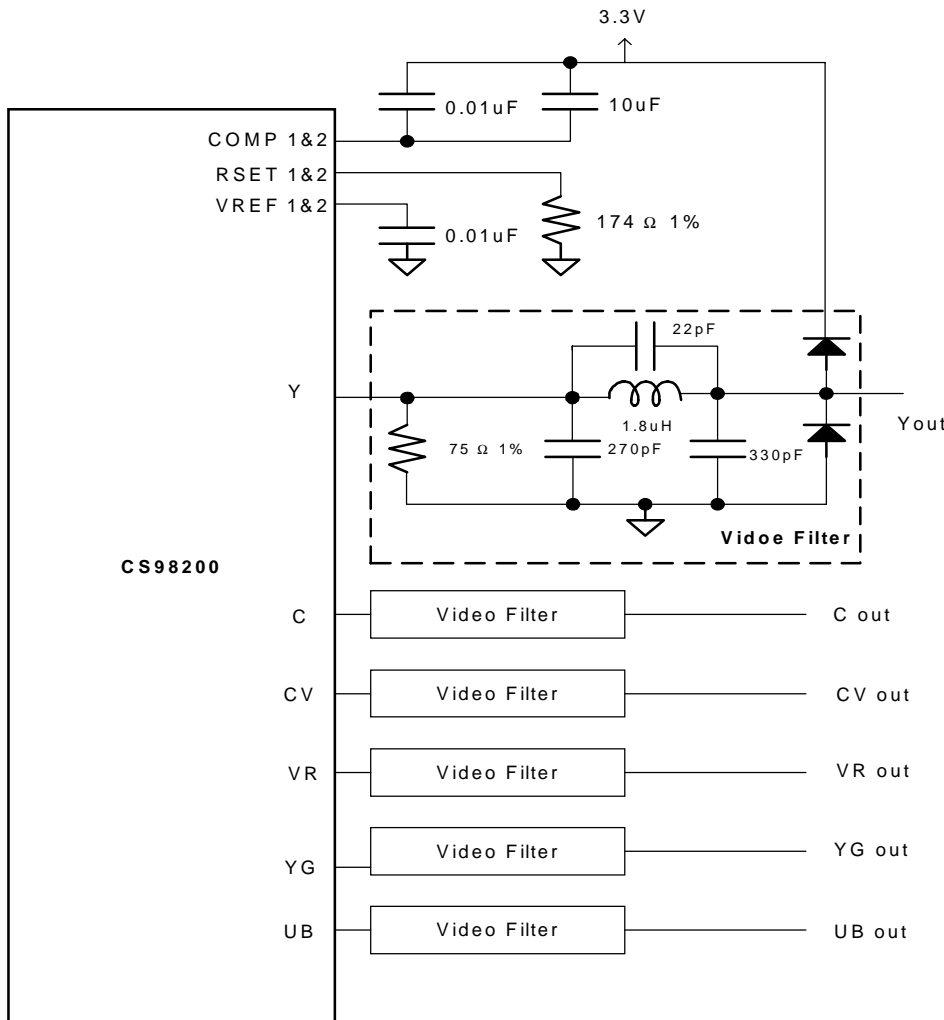 3.3V
0.01uF
10uF
COMP 1&2
RSET 1&2
VREF 1&2
0.01uF
174 Ω 1%
22pF
Y
Yout
1.8uH
75 Ω 1%
270pF
330pF
Vidoe Filter
CS98200
C
Video Filter
C out
CV
Video Filter
CV out
VR
Video Filter
VR out
YG
Video Filter
YG out
UB
Video Filter
UB out